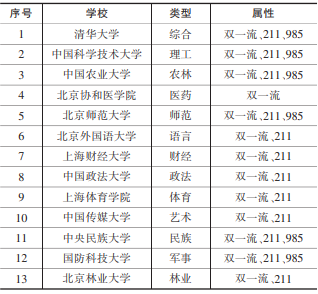 序号 学校 类型 属性
1 清华大学 综合 双一流、211、985
2 中国科学技术大学 理工 双一流、211、985
3 中国农业大学 农林 双一流、211、985
4 北京协和医学院 医药 双一流
5 北京师范大学 师范 双一流、211、985
6 北京外国语大学 语言 双一流、211
7 上海财经大学 财经 双一流、211
8 中国政法大学 政法 双一流、211
9 上海体育学院 体育 双一流、211
10 中国传媒大学 艺术 双一流、211
11 中央民族大学 民族 双一流、211、985
12 国防科技大学 军事 双一流、211、985
13 北京林业大学 林业 双一流、211